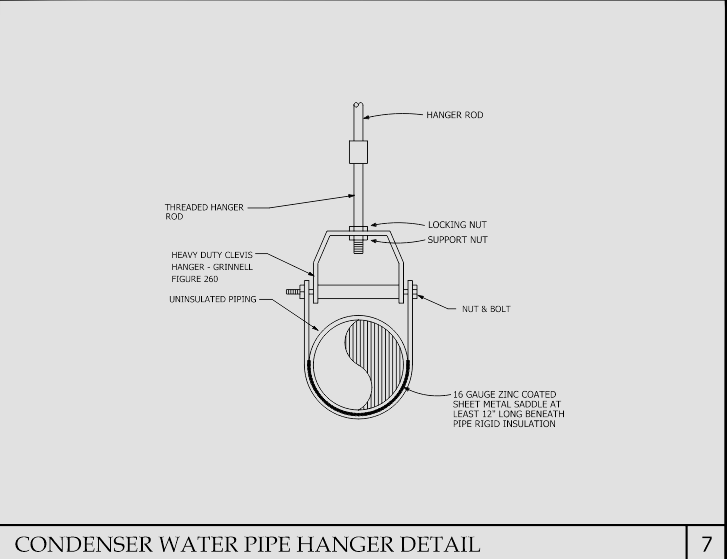 HANGER ROD
THREADED HANGER
ROD
LOCKING NUT
SUPPORT NUT
HEAVY DUTY CLEVIS
HANGER - GRINNELL
FIGURE 260
UNINSULATED PIPING
NUT & BOLT
16 GAUGE ZINC COATED
SHEET METAL SADDLE AT
LEAST 12" LONG BENEATH
PIPE RIGID INSULATION
CONDENSER WATER PIPE HANGER DETAIL
7